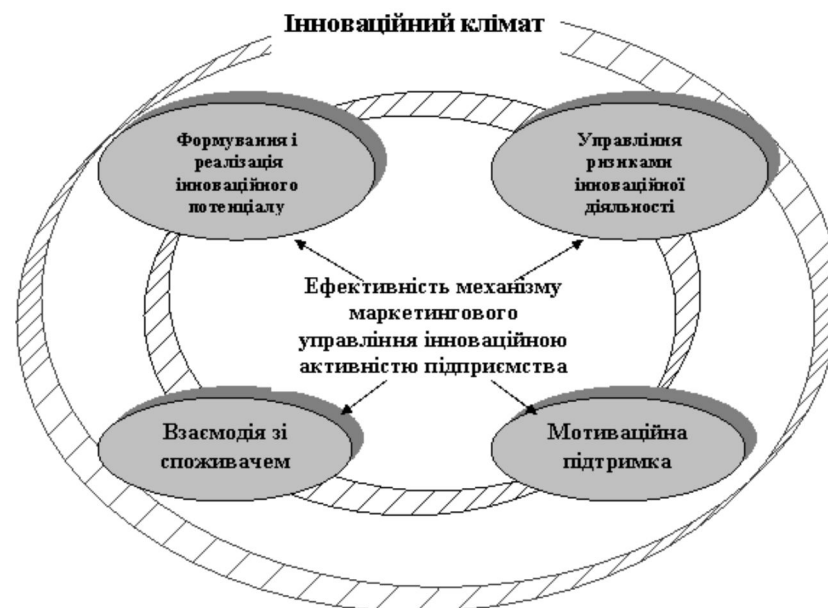 Інноваційний клімат
Формування і
реалізація
інноваційного
потенціалу
Управління
ризиками
інноваційної
діяльності
Ефективність механізму
маркетингового
управління інноваційною
активністю підприємства
Взаємодія зі
споживачем
Мотиваційна
підтримка